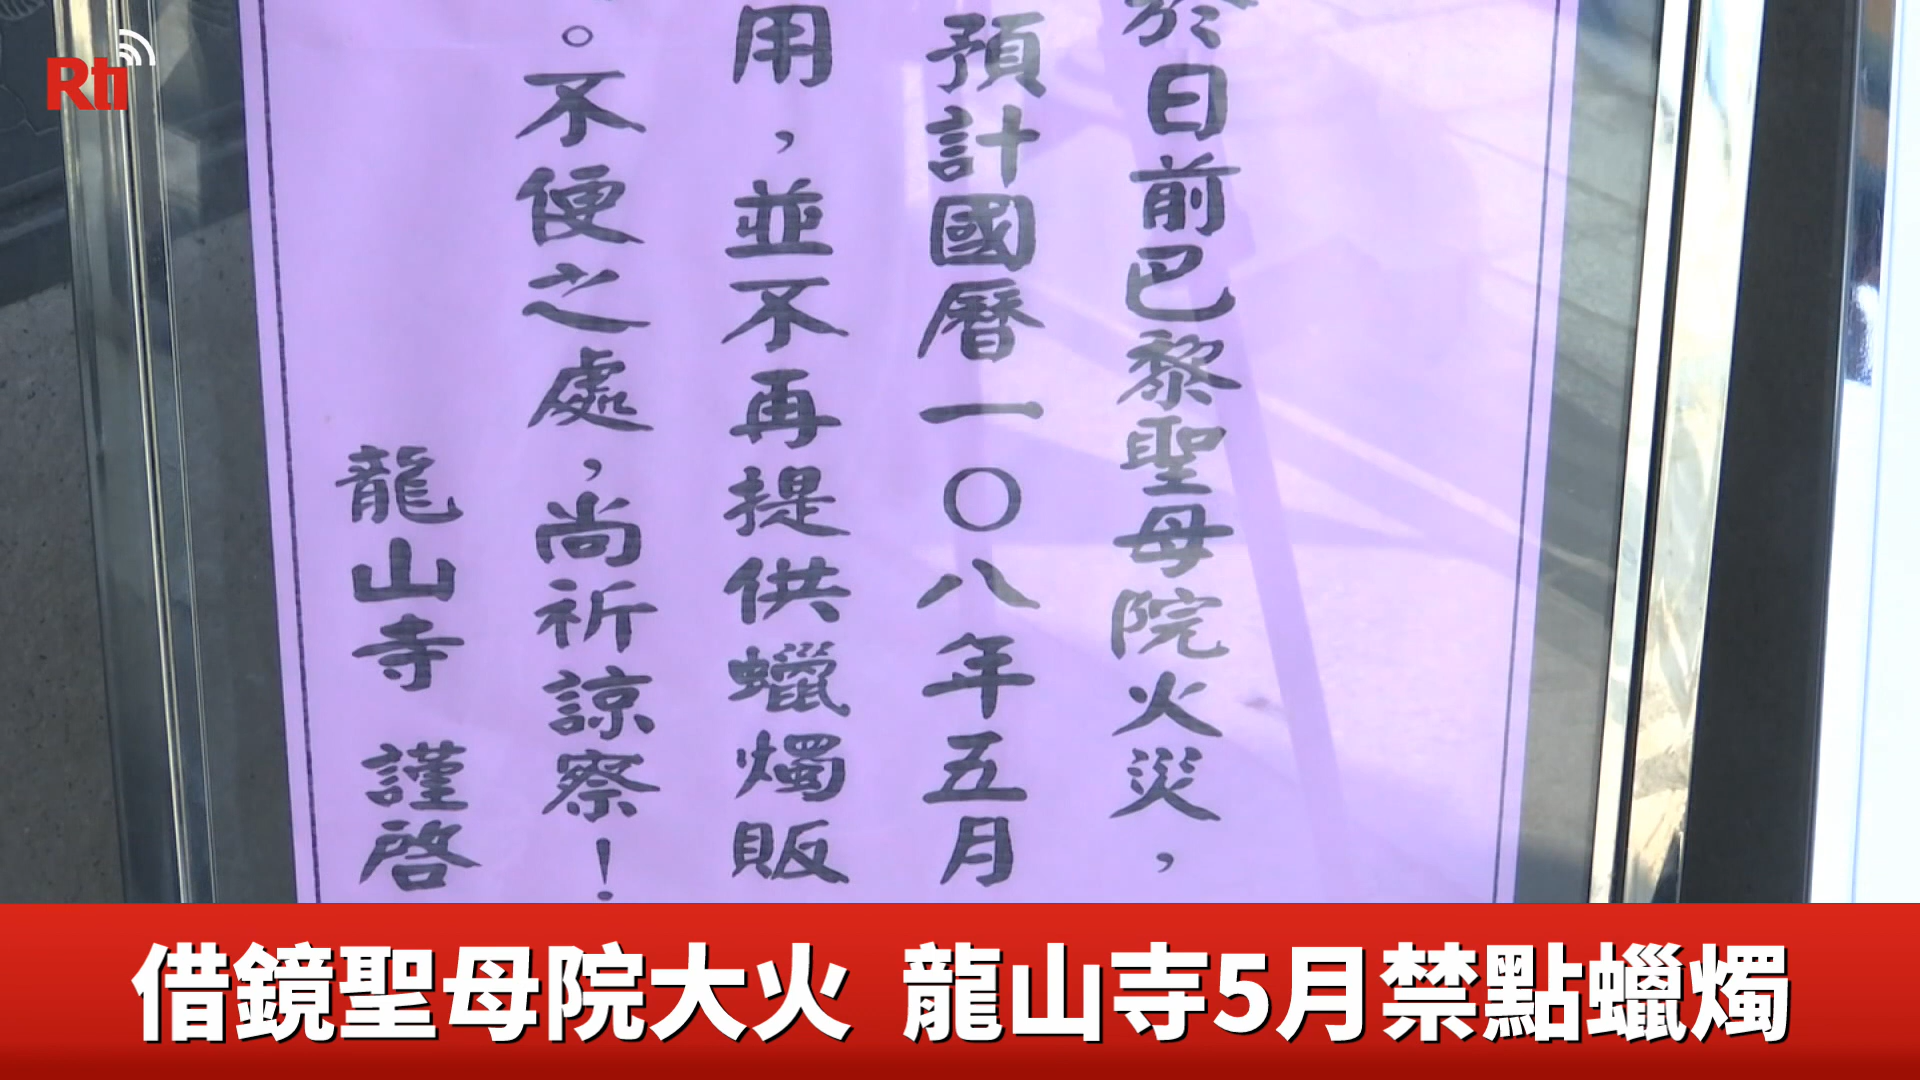 Rti
於日前巴黎聖母院火災，
預計國曆一〇八年五月
用，並不再提供蠟燭販
。不便之處，尚祈諒察！
龍山寺 謹啓
借鏡聖母院大火 龍山寺5月禁點蠟燭